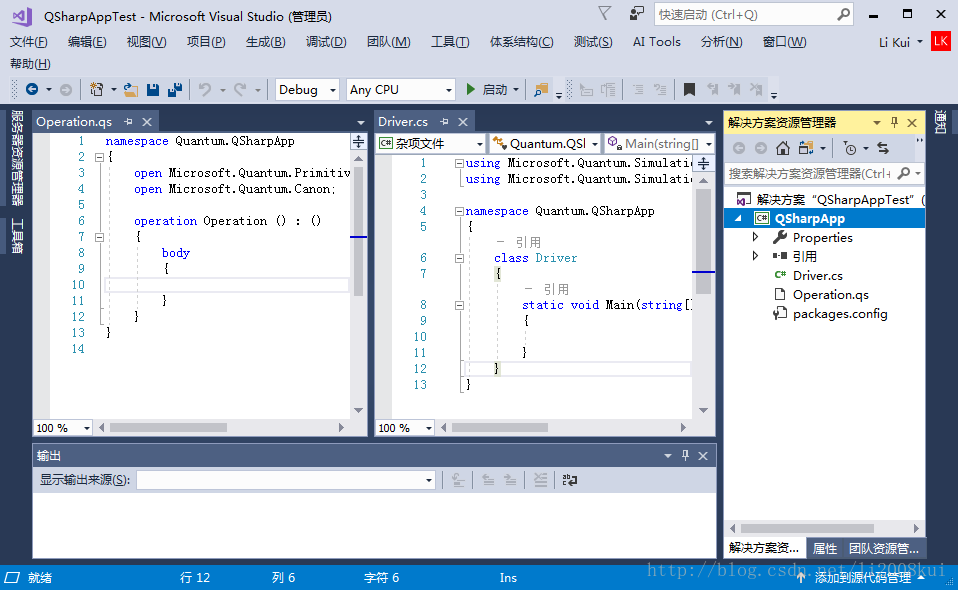 QSharpAppTest - Microsoft Visual Studio (管理员)
快速启动 (Ctrl+Q)
文件(F) 编辑(E) 视图(V) 项目(P) 生成(B) 调试(D) 团队(M) 工具(T) 体系结构(C) 测试(S) AI Tools 分析(N) 窗口(W) Li Kui LK
帮助(H)
Debug Any CPU 启动
服务器资源管理器
工具箱
Operation.qs
1 namespace Quantum.QSharpApp
2 {
3 open Microsoft.Quantum.Primitiv
4 open Microsoft.Quantum.Canon;
5
6 operation Operation () : ()
7 {
8 body
9 {
10
11 }
12 }
13 }
14
100 %
Driver.cs
C# 杂项文件 Quantum.QSl Main(string[]
1 using Microsoft.Quantum.Simulatio
2 using Microsoft.Quantum.Simulatio
3
4 namespace Quantum.QSharpApp
5 {
- 引用
6 class Driver
7 {
- 引用
8 static void Main(string[]
9 {
10
11 }
12 }
13 }
100 %
输出
显示输出来源(S):
解决方案资源管理器
搜索解决方案资源管理器(Ctrl+
解决方案 "QSharpAppTest" (
C# QSharpApp
Properties
引用
C# Driver.cs
Operation.qs
packages.config
解决方案资... 属性 团队资源管...
通知
就绪 行 12 列 6 字符 6 Ins 添加到源代码管理
http://blog.csdn.net/li2008kui